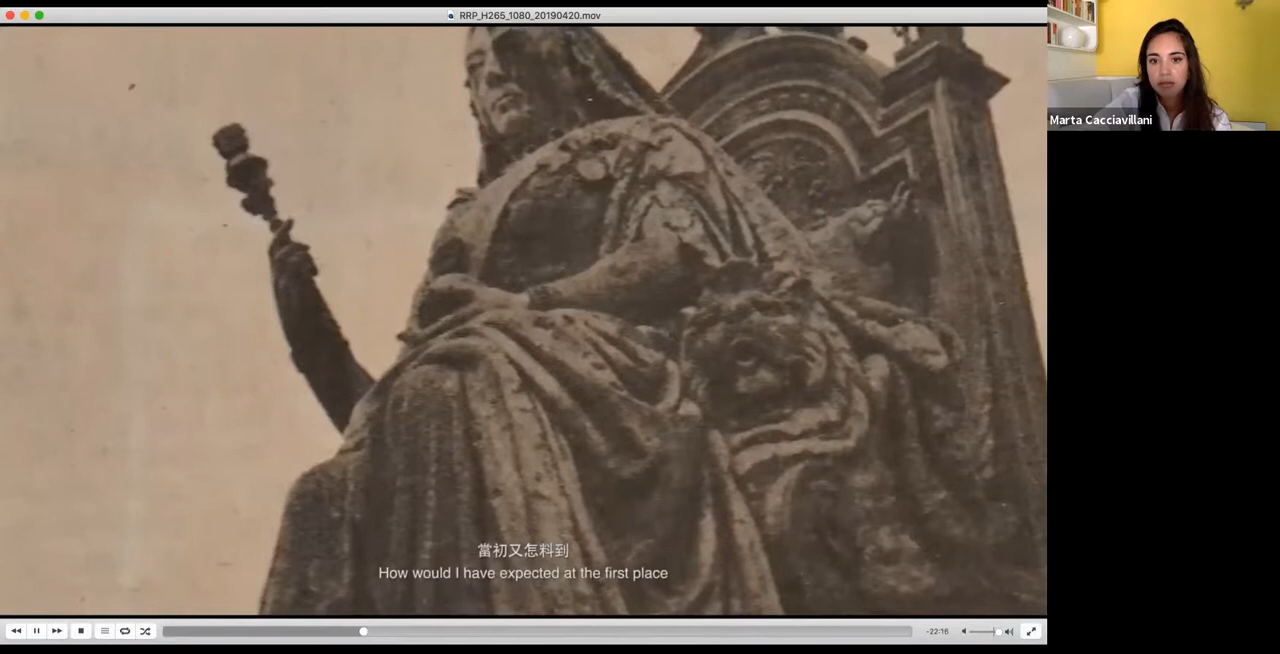 RRP_H265_1080_20190420.mov
Marta Cacciavillani
當初又怎料到
How would I have expected at the first place
-22:16